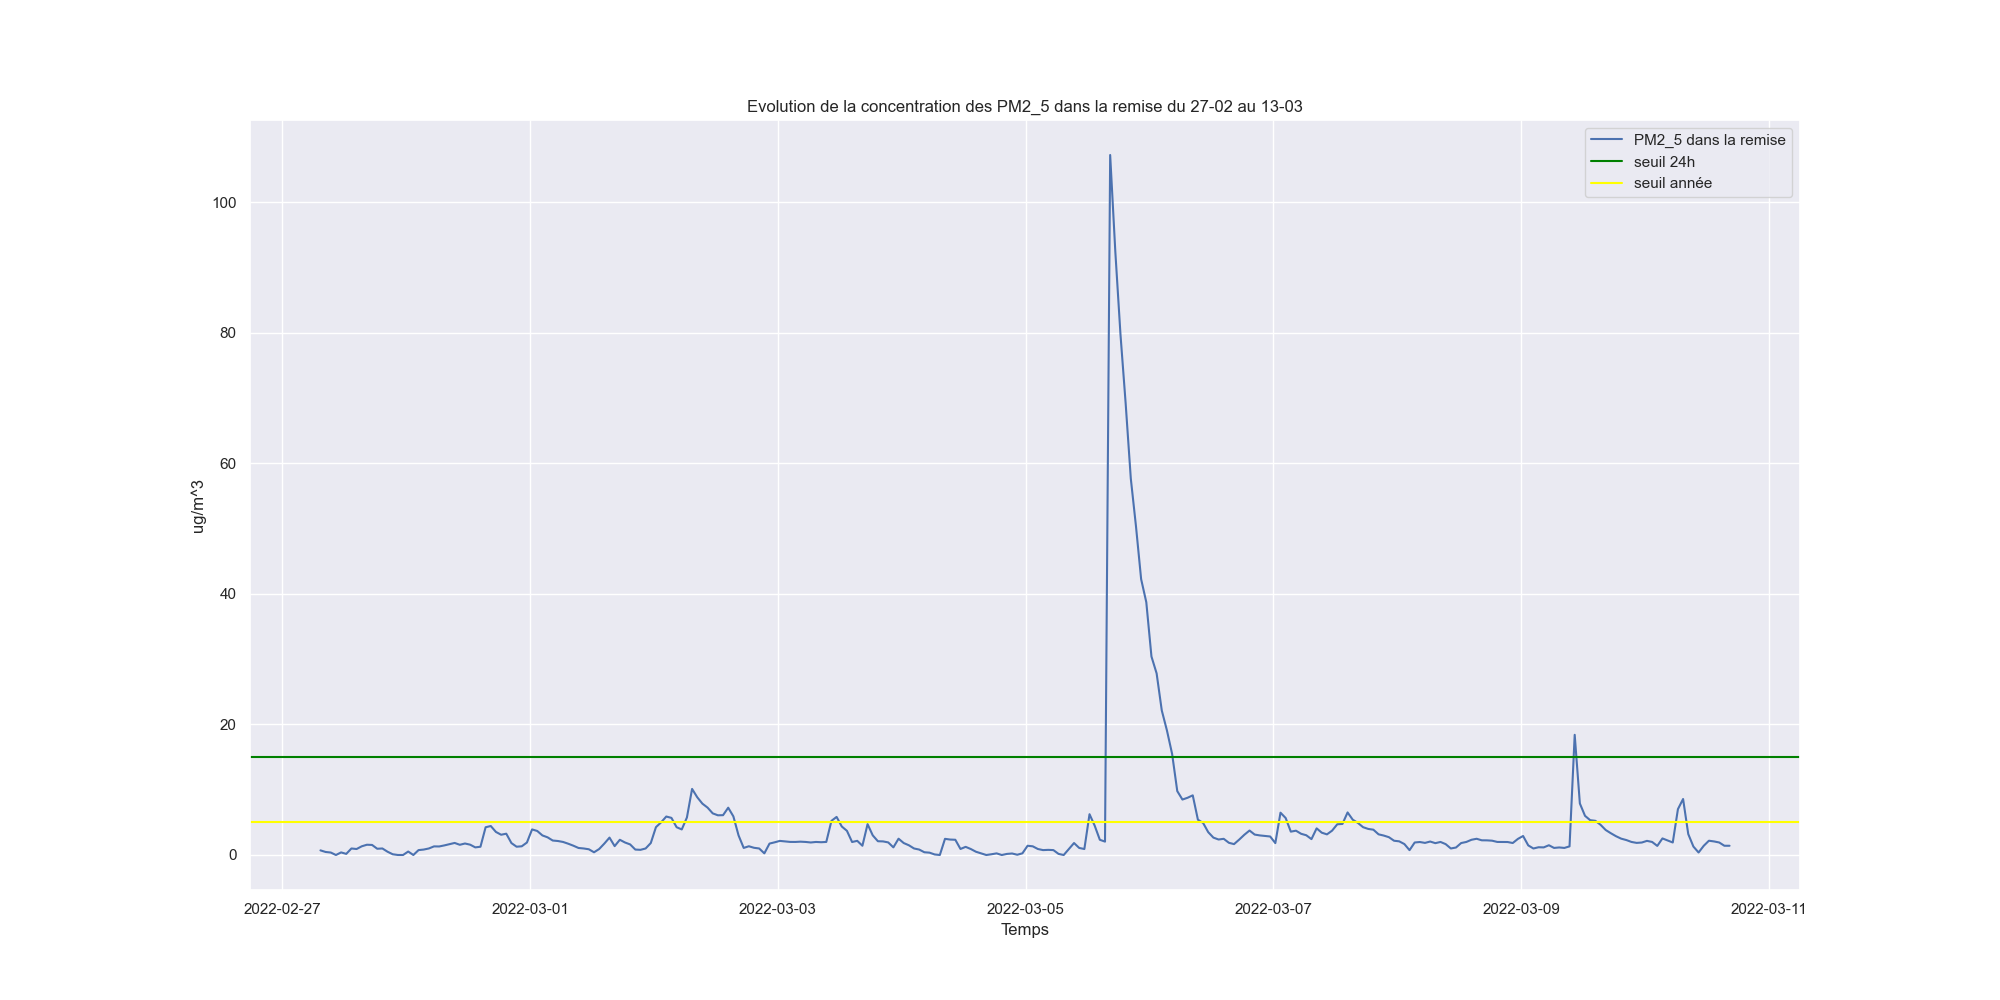 Evolution de la concentration des PM2_5 dans la remise du 27-02 au 13-03
PM2_5 dans la remise
seuil 24h
seuil année
100
80
60
40
20
0
ug/m^3
2022-02-27
2022-03-01
2022-03-03
2022-03-05
2022-03-07
2022-03-09
2022-03-11
Temps